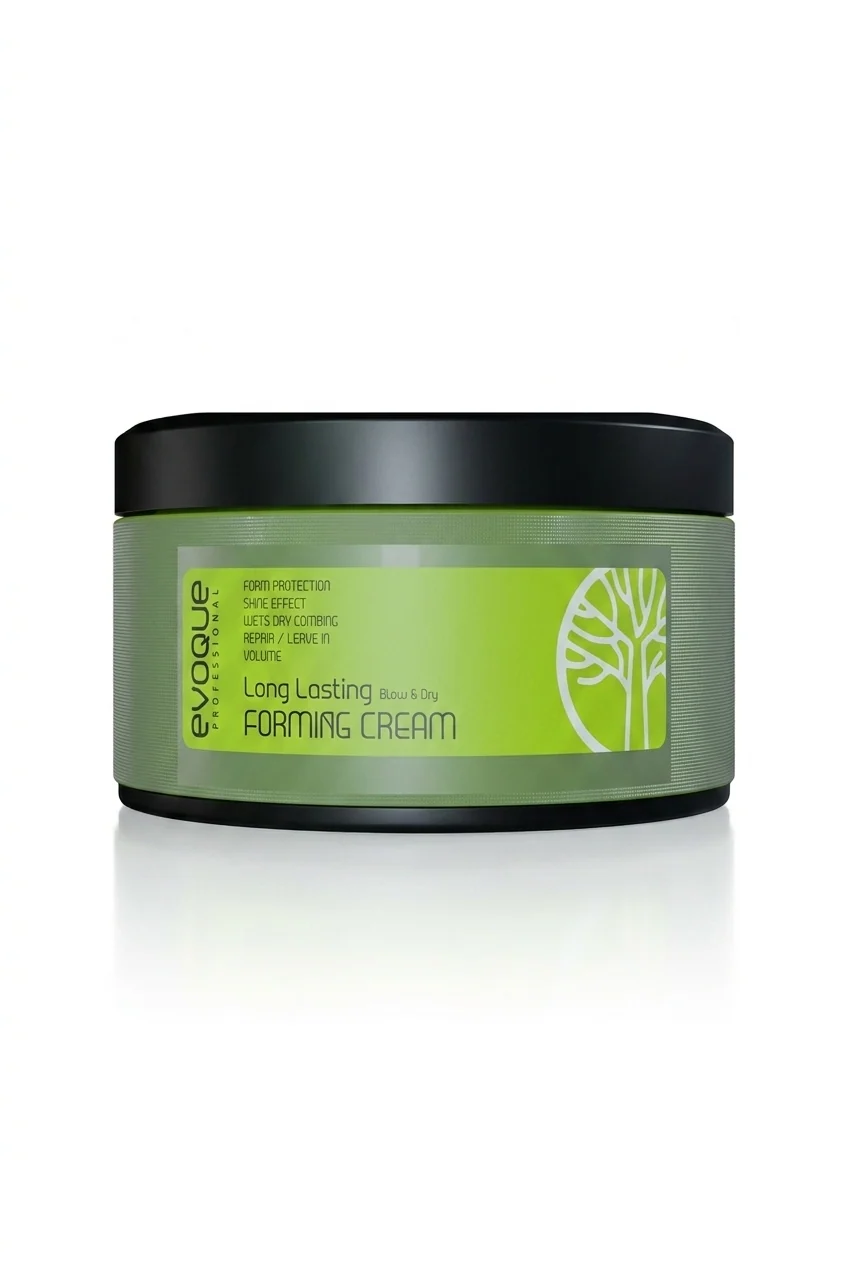 evoque
PROFESSIONAL
FORM PROTECTION
SHINE EFFECT
WETS DRY COMBING
REPAIR / LEAVE IN
VOLUME
Long Lasting Blow & Dry
FORMING CREAM